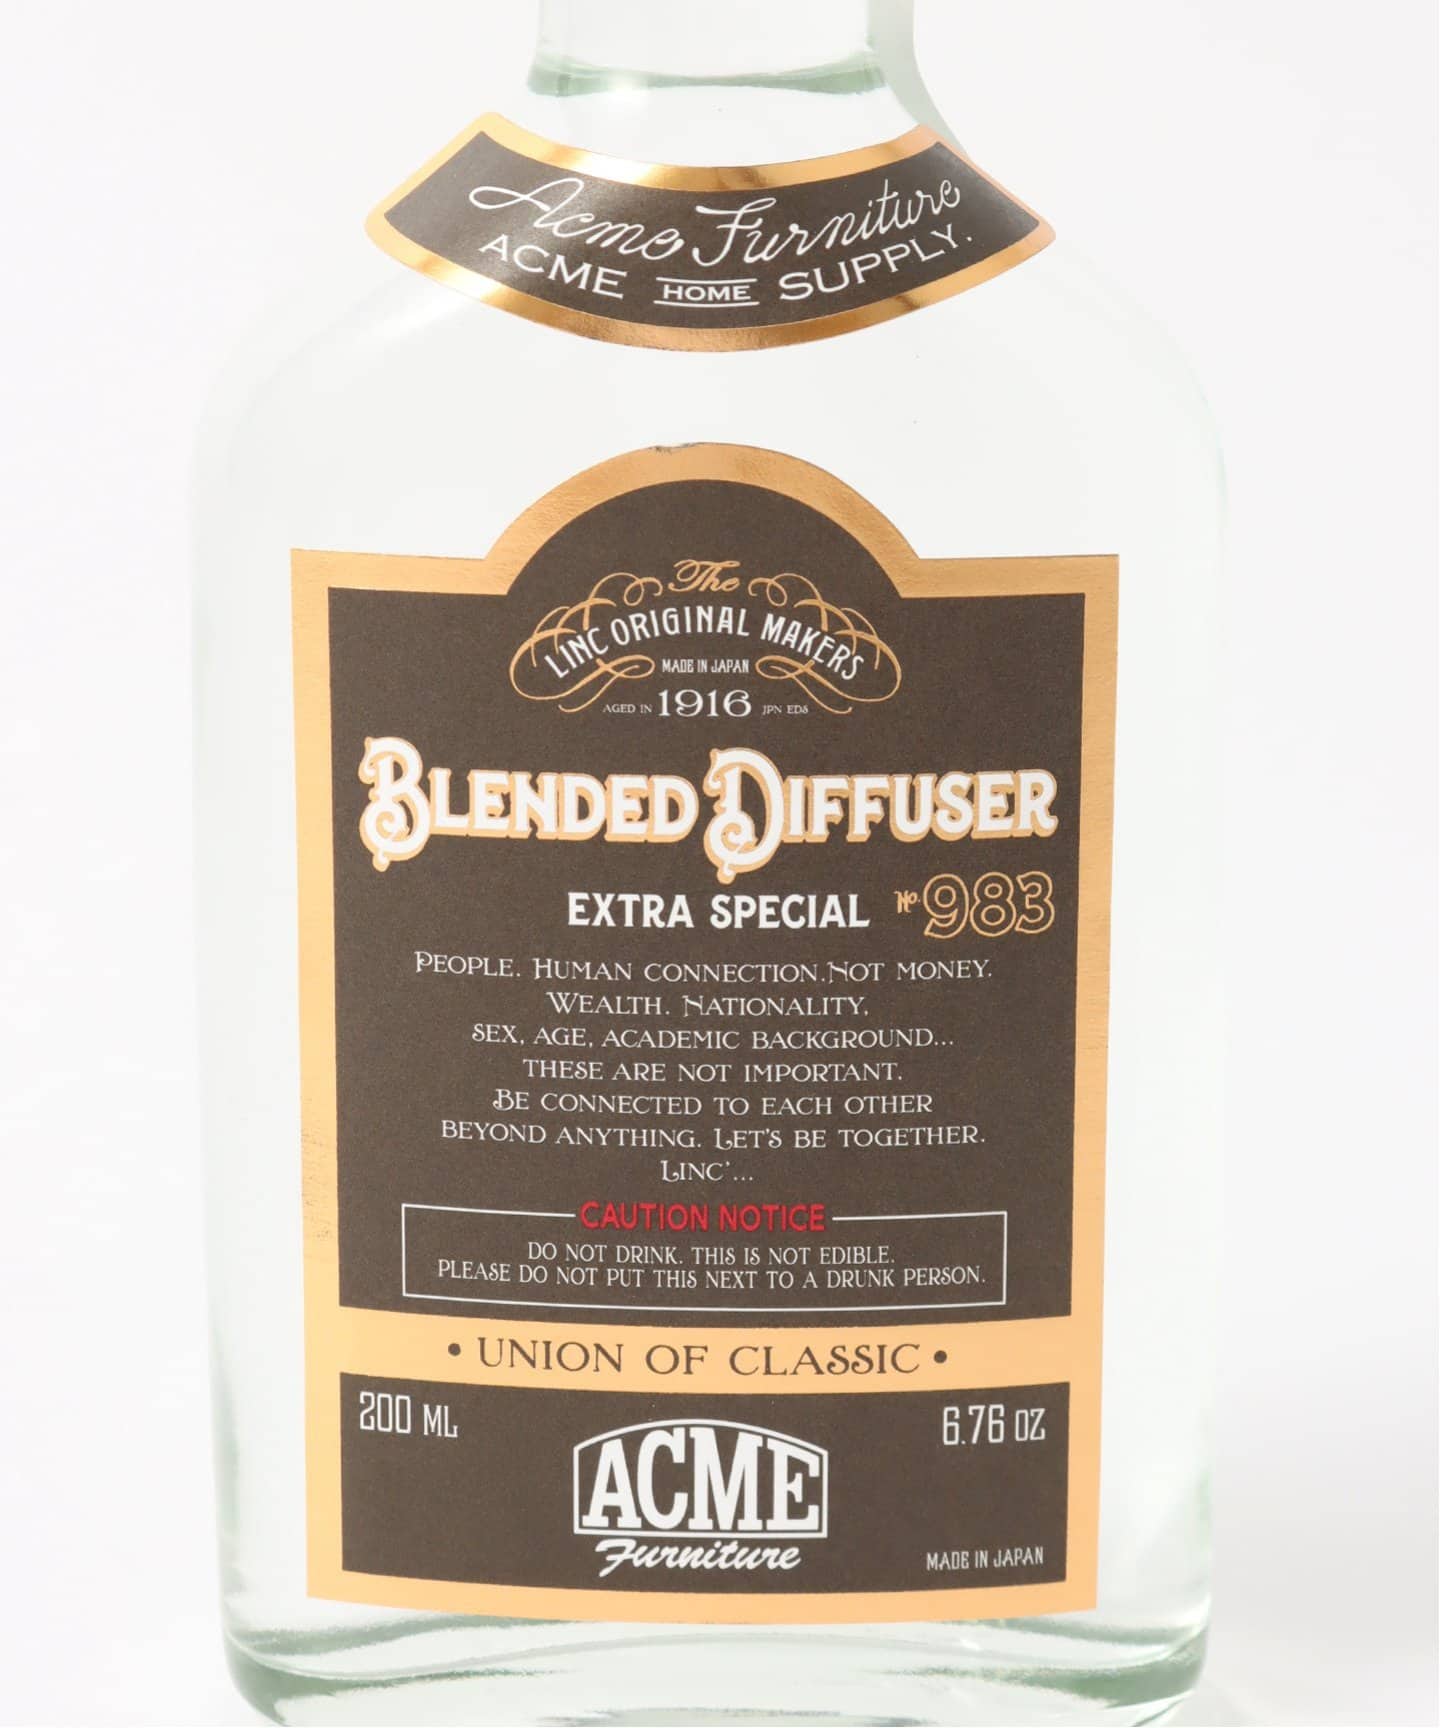 Acme Furniture
ACME HOME SUPPLY.
The
LINC ORIGINAL MAKERS
MADE IN JAPAN
AGED IN 1916 JPN EDS
BLENDED DIFFUSER
EXTRA SPECIAL No. 983
PEOPLE. HUMAN CONNECTION.NOT MONEY.
WEALTH. NATIONALITY,
SEX, AGE, ACADEMIC BACKGROUND...
THESE ARE NOT IMPORTANT.
BE CONNECTED TO EACH OTHER
BEYOND ANYTHING. LET'S BE TOGETHER.
LINC'...
CAUTION NOTICE
DO NOT DRINK. THIS IS NOT EDIBLE.
PLEASE DO NOT PUT THIS NEXT TO A DRUNK PERSON.
• UNION OF CLASSIC •
200 ML
6.76 OZ
ACME
Furniture
MADE IN JAPAN